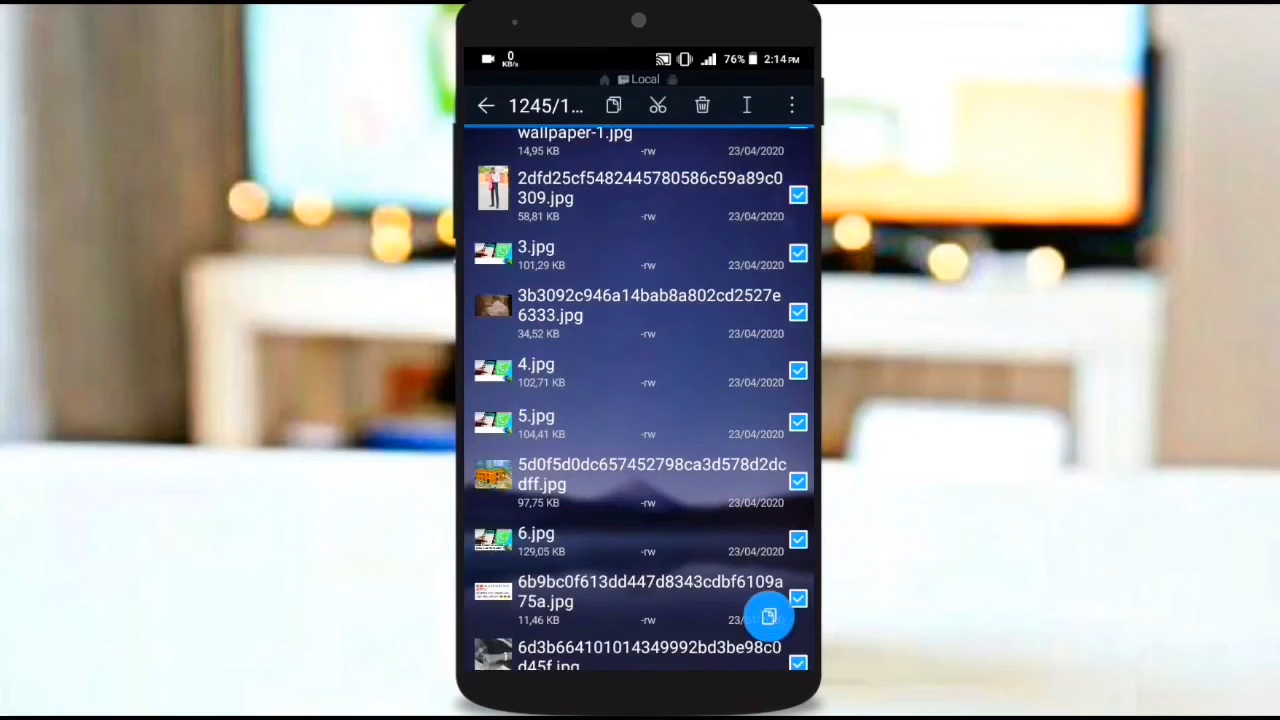 0
KB/s
76% 2:14 PM
Local
1245/1...
wallpaper-1.jpg
14,95 KB -rw 23/04/2020
2dfd25cf5482445780586c59a89c0
309.jpg
58,81 KB -rw 23/04/2020
3.jpg
101,29 KB -rw 23/04/2020
3b3092c946a14bab8a802cd2527e
6333.jpg
34,52 KB -rw 23/04/2020
4.jpg
102,71 KB -rw 23/04/2020
5.jpg
104,41 KB -rw 23/04/2020
5d0f5d0dc657452798ca3d578d2dc
dff.jpg
97,75 KB -rw 23/04/2020
6.jpg
129,05 KB -rw 23/04/2020
6b9bc0f613dd447d8343cdbf6109a
75a.jpg
11,46 KB -rw 23/
6d3b664101014349992bd3be98c0
d45f.jpg